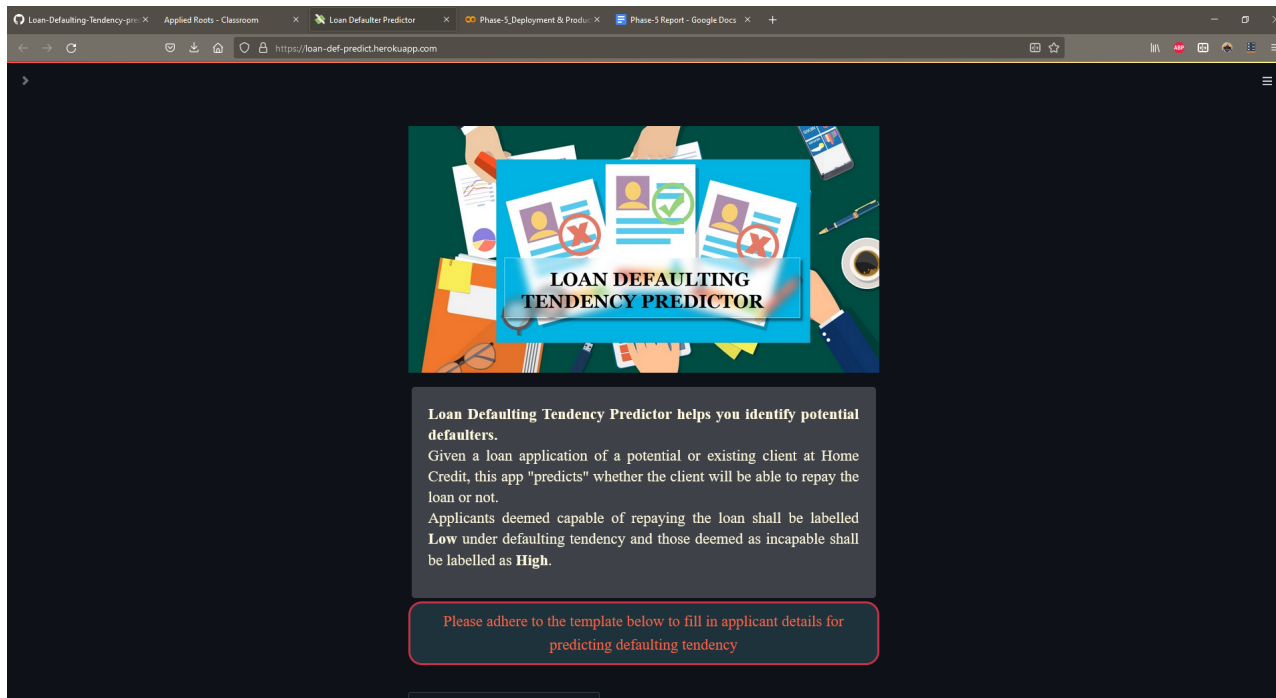 Loan-Defaulting-Tendency-pre
Applied Roots - Classroom
Loan Defaulter Predictor
Phase-5_Deployment & Produc
Phase-5 Report - Google Docs
https://loan-def-predict.herokuapp.com
ABP
LOAN DEFAULTING
TENDENCY PREDICTOR
Loan Defaulting Tendency Predictor helps you identify potential
defaulters.
Given a loan application of a potential or existing client at Home
Credit, this app "predicts" whether the client will be able to repay the
loan or not.
Applicants deemed capable of repaying the loan shall be labelled
Low under defaulting tendency and those deemed as incapable shall
be labelled as High.
Please adhere to the template below to fill in applicant details for
predicting defaulting tendency